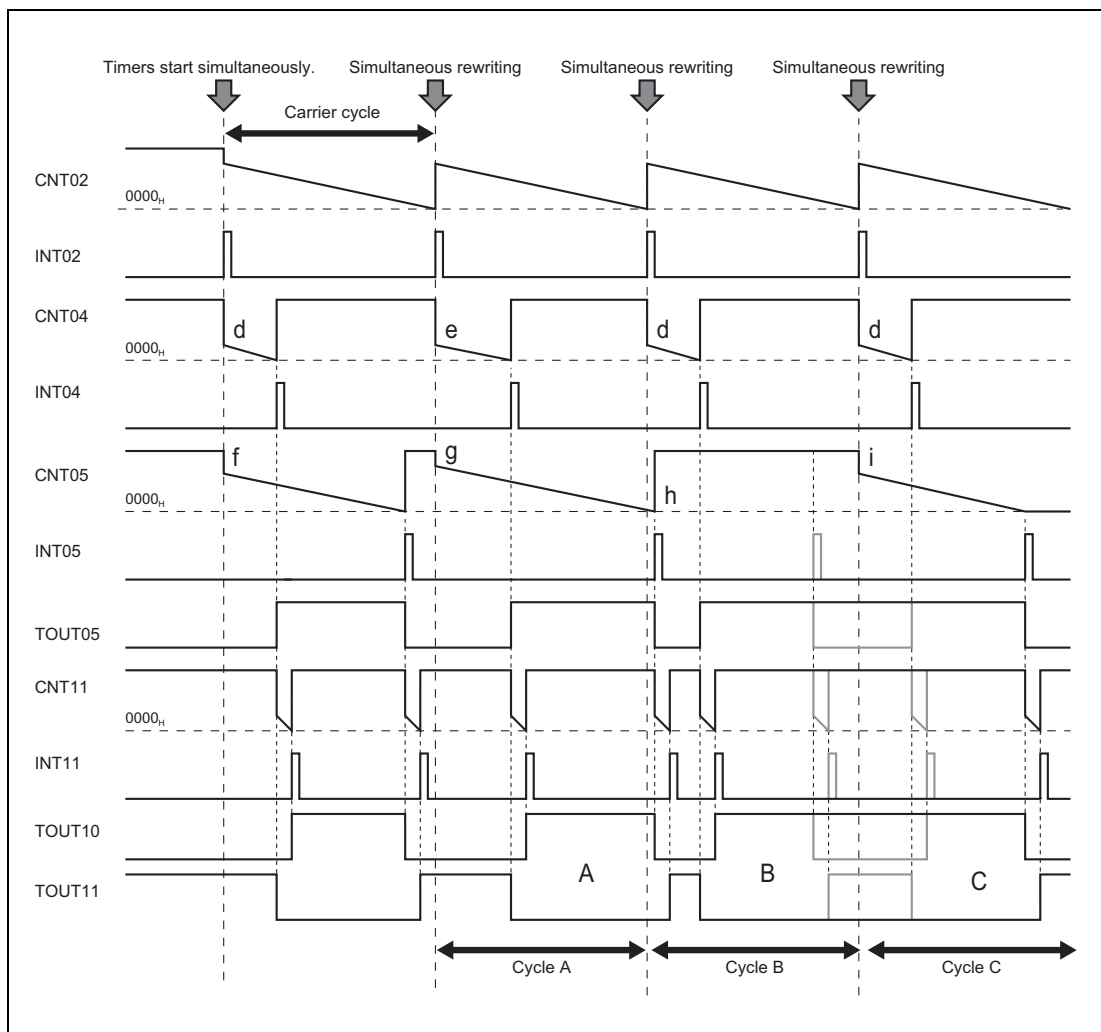 Timers start simultaneously. Simultaneous rewriting Simultaneous rewriting Simultaneous rewriting
Carrier cycle
CNT02
0000H
INT02
CNT04
d e d d
0000H
INT04
CNT05
f g h i
0000H
INT05
TOUT05
CNT11
0000H
INT11
TOUT10
A B C
TOUT11
Cycle A Cycle B Cycle C